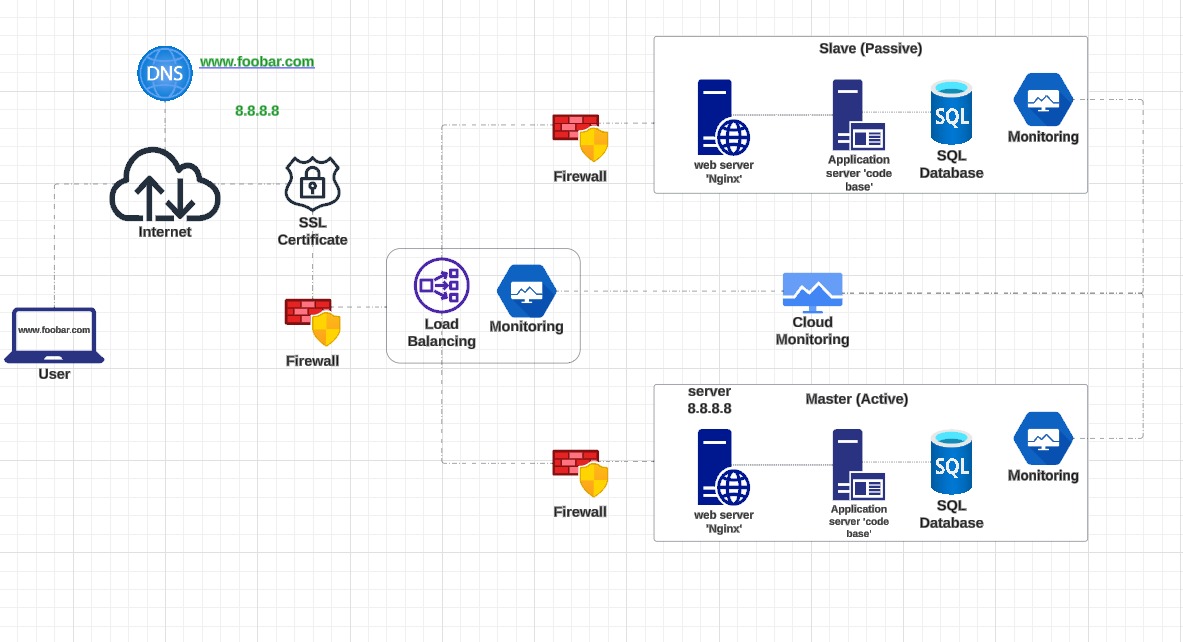 DNS
www.foobar.com
8.8.8.8
Internet
SSL
Certificate
www.foobar.com
User
Firewall
Load
Balancing
Monitoring
Firewall
Slave (Passive)
web server
'Nginx'
Application
server 'code
base'
SQL
SQL
Database
Monitoring
Cloud
Monitoring
Firewall
server
8.8.8.8
Master (Active)
web server
'Nginx'
Application
server 'code
base'
SQL
SQL
Database
Monitoring